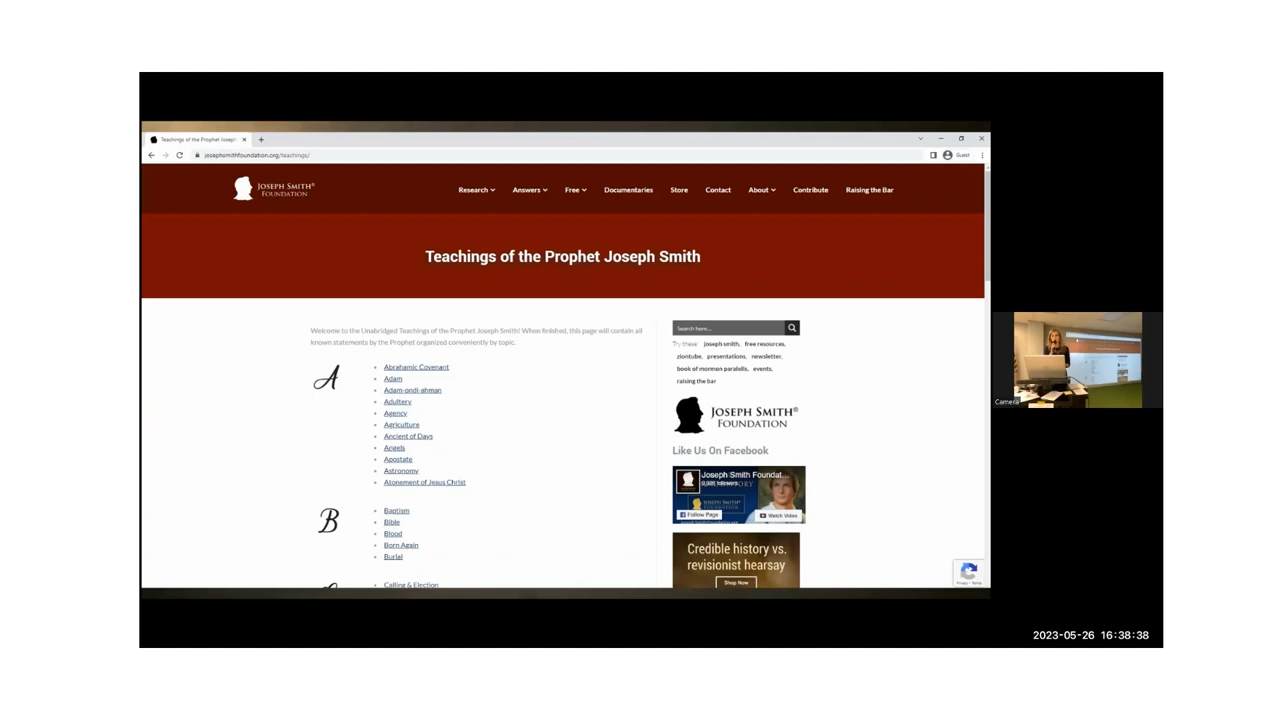 Teachings of the Prophet Joseph
josephsmithfoundation.org/teachings/
Guest
JOSEPH SMITH®
FOUNDATION
Research Answers Free Documentaries Store Contact About Contribute Raising the Bar
Teachings of the Prophet Joseph Smith
Welcome to the Unabridged Teachings of the Prophet Joseph Smith! When finished, this page will contain all
known statements by the Prophet organized conveniently by topic.
A
Abrahamic Covenant
Adam
Adam-ondi-ahman
Adultery
Agency
Agriculture
Ancient of Days
Angels
Apostate
Astronomy
Atonement of Jesus Christ
B
Baptism
Bible
Blood
Born Again
Burial
Calling & Election
Search here...
Try these: joseph smith, free resources,
ziontube, presentations, newsletter,
book of mormon paralells, events,
raising the bar
JOSEPH SMITH®
FOUNDATION
Like Us On Facebook
Joseph Smith Foundat...
JOSEPH SMITH
FOUNDATION
Follow Page
Watch Video
Credible history vs.
revisionist hearsay
Shop Now
Privacy - Terms
Camera
2023-05-26 16:38:38